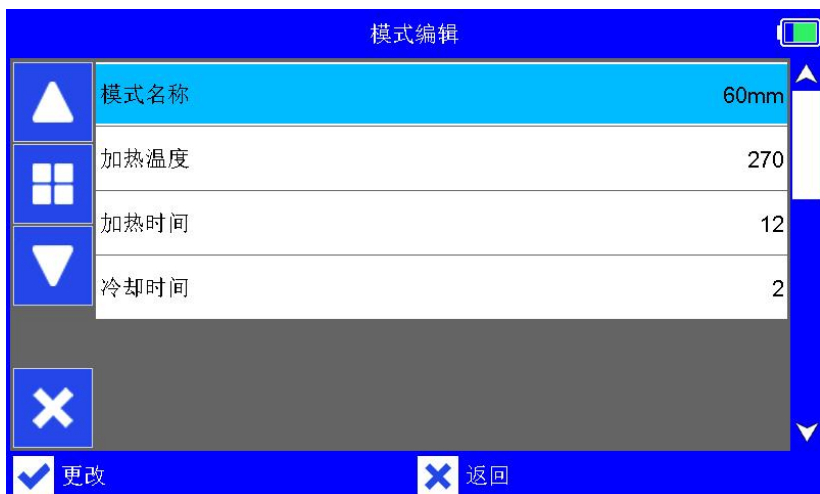 模式编辑
模式名称 60mm
加热温度 270
加热时间 12
冷却时间 2
更改 返回